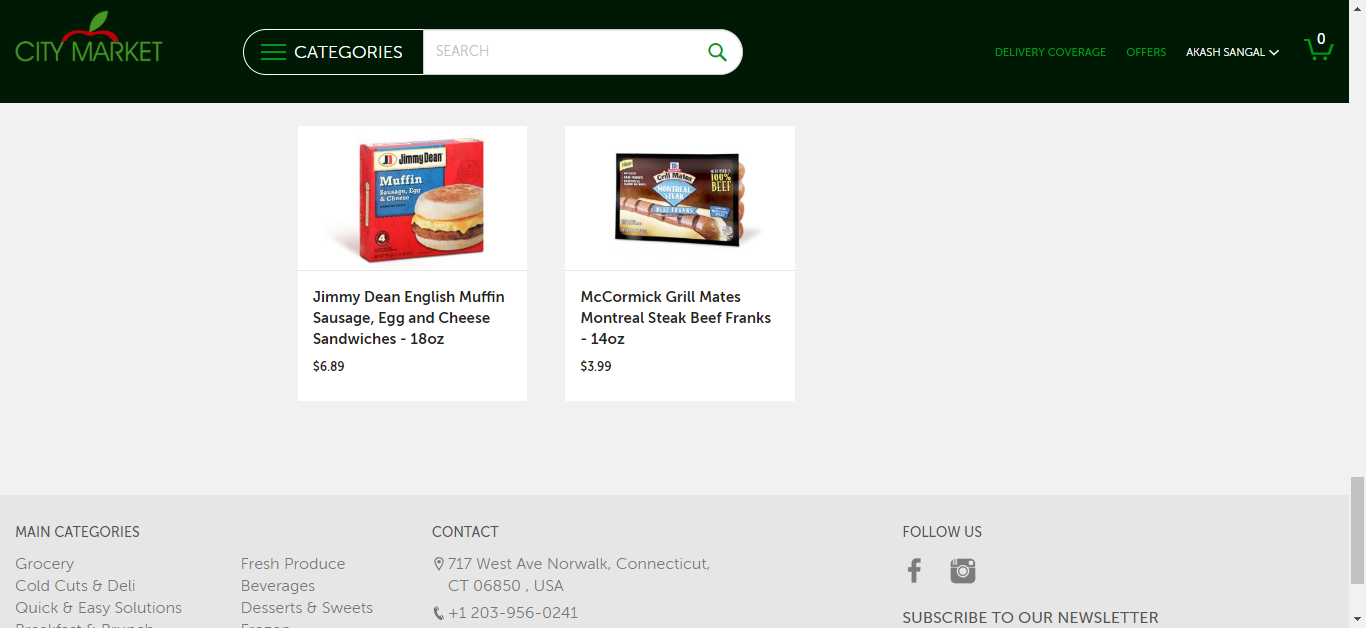 CITY MARKET
CATEGORIES
SEARCH
DELIVERY COVERAGE
OFFERS
AKASH SANGAL
0
Jimmy Dean
Muffin
Sausage, Egg
& Cheese
4
McCormick
Grill Mates
MONTREAL
STEAK
BEEF FRANKS
100%
BEEF
Jimmy Dean English Muffin
Sausage, Egg and Cheese
Sandwiches - 18oz
$6.89
McCormick Grill Mates
Montreal Steak Beef Franks
- 14oz
$3.99
MAIN CATEGORIES
Grocery
Cold Cuts & Deli
Quick & Easy Solutions
Breakfast & Brunch
Fresh Produce
Beverages
Desserts & Sweets
Frozen
CONTACT
717 West Ave Norwalk, Connecticut,
CT 06850 , USA
+1 203-956-0241
FOLLOW US
SUBSCRIBE TO OUR NEWSLETTER